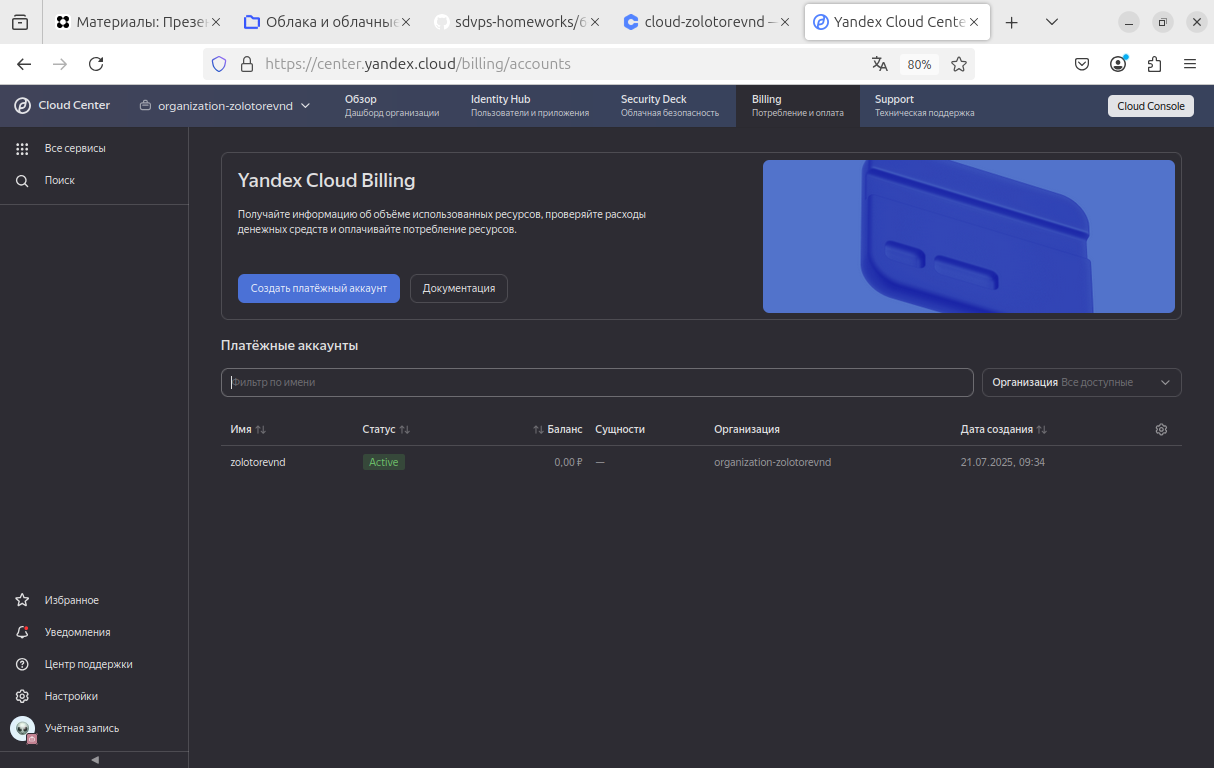 Материалы: Презен
Облака и облачные
sdvps-homeworks/6
cloud-zolotorevnd —
Yandex Cloud Cente
https://center.yandex.cloud/billing/accounts
80%
Cloud Center
organization-zolotorevnd
Обзор
Дашборд организации
Identity Hub
Пользователи и приложения
Security Deck
Облачная безопасность
Billing
Потребление и оплата
Support
Техническая поддержка
Cloud Console
Все сервисы
Поиск
Yandex Cloud Billing
Получайте информацию об объёме использованных ресурсов, проверяйте расходы
денежных средств и оплачивайте потребление ресурсов.
Создать платёжный аккаунт
Документация
Платёжные аккаунты
Фильтр по имени
Организация Все доступные
Имя Статус Баланс Сущности Организация Дата создания
zolotorevnd Active 0,00 ₽ — organization-zolotorevnd 21.07.2025, 09:34
Избранное
Уведомления
Центр поддержки
Настройки
Учётная запись